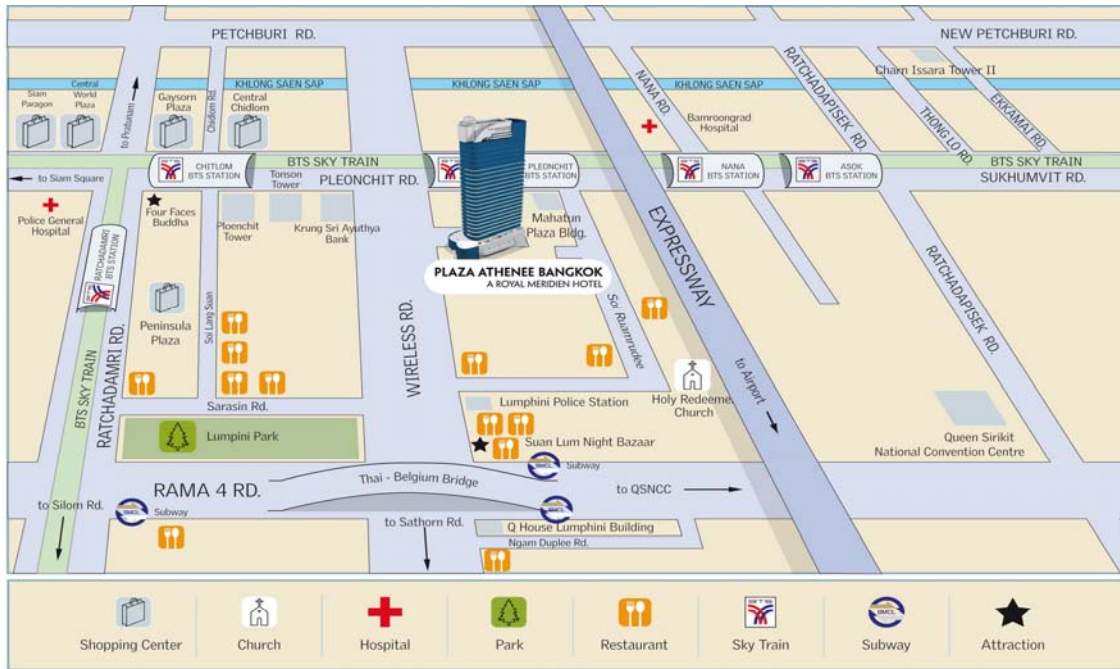 PETCHBURI RD.
NEW PETCHBURI RD.
Charn Issara Tower II
KHLONG SAEN SAP
KHLONG SAEN SAP
KHLONG SAEN SAP
Siam
Paragon
Central
World
Plaza
to Pratunam
Gaysorn
Plaza
Chidlom Rd.
Central
Chidlom
NANA RD.
Bamroongrad
Hospital
RATCHADAPISEK RD.
THONG LO RD.
EKKAMAI RD.
to Siam Square
BTS
CHITLOM
BTS STATION
BTS SKY TRAIN
PLEONCHIT RD.
PLEONCHIT
BTS STATION
NANA
BTS STATION
ASOK
BTS STATION
BTS SKY TRAIN
SUKHUMVIT RD.
Police General
Hospital
Four Faces
Buddha
Tonson
Tower
Ploenchit
Tower
Krung Sri Ayuthya
Bank
Mahatun
Plaza Bldg.
EXPRESSWAY
RATCHADAMRI
BTS STATION
PLAZA ATHENEE BANGKOK
A ROYAL MERIDIEN HOTEL
Peninsula
Plaza
Soi Lang Suan
Soi Ruamrudee
RATCHADAPISEK RD.
BTS SKY TRAIN
RATCHADAMRI RD.
WIRELESS RD.
to Airport
Sarasin Rd.
Lumphini Police Station
Holy Redeeme.
Church
Lumpini Park
Suan Lum Night Bazaar
Queen Sirikit
National Convention Centre
BMCL
Subway
Thai - Belgium Bridge
RAMA 4 RD.
to QSNCC
to Silom Rd.
BMCL
Subway
BMCL
to Sathorn Rd.
Q House Lumphini Building
Ngam Duplee Rd.
BTS
BMCL
Shopping Center
Church
Hospital
Park
Restaurant
Sky Train
Subway
Attraction